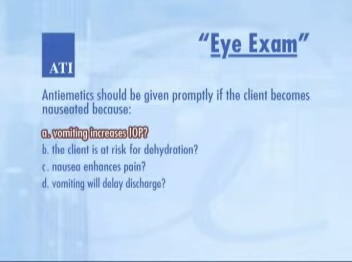 "Eye Exam"
ATI
Antiemetics should be given promptly if the client becomes
nauseated because:
a. vomiting increases IOP?
b. the client is at risk for dehydration?
c. nausea enhances pain?
d. vomiting will delay discharge?